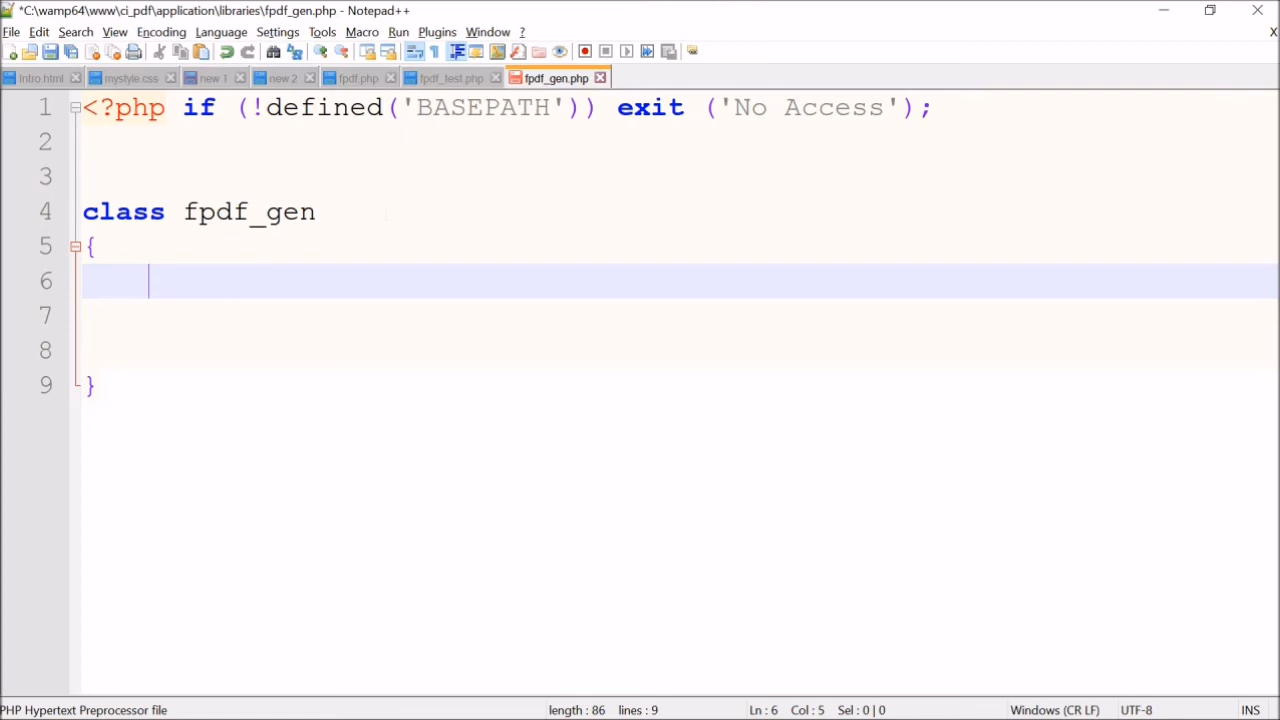 *C:\wamp64\www\ci_pdf\application\libraries\fpdf_gen.php - Notepad++
File Edit Search View Encoding Language Settings Tools Macro Run Plugins Window ? X
Intro.html mystyle.css new 1 new 2 fpdf.php fpdf_test.php fpdf_gen.php
1 <?php if (!defined('BASEPATH')) exit ('No Access');
2
3
4 class fpdf_gen
5 {
6
7
8
9 }
PHP Hypertext Preprocessor file length : 86 lines : 9 Ln : 6 Col : 5 Sel : 0 | 0 Windows (CR LF) UTF-8 INS